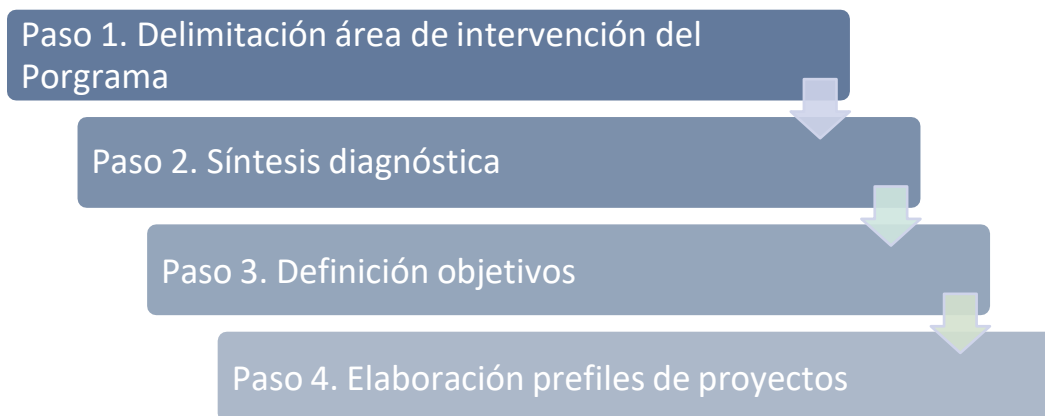 Paso 1. Delimitación área de intervención del
Porgrama
Paso 2. Síntesis diagnóstica
Paso 3. Definición objetivos
Paso 4. Elaboración prefiles de proyectos